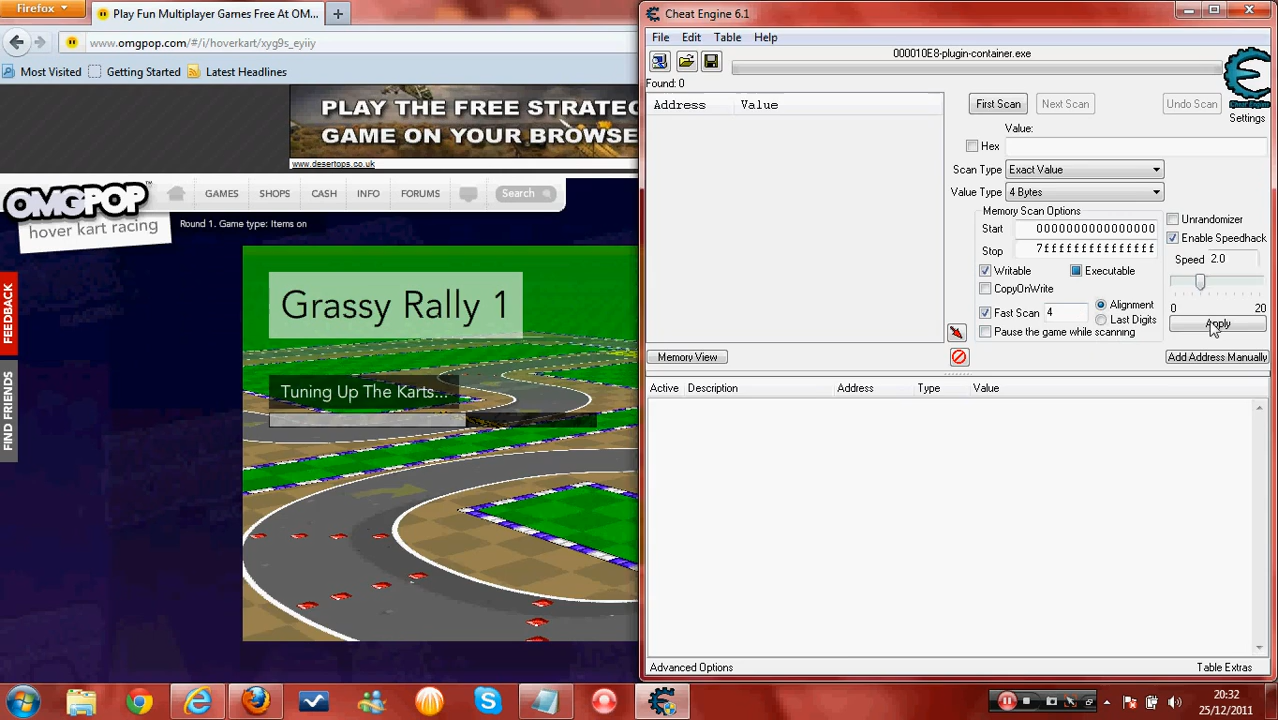 Firefox
Play Fun Multiplayer Games Free At OM...
www.omgpop.com/#/i/hoverkart/xyg9s_eyiiy
Most Visited
Getting Started
Latest Headlines
PLAY THE FREE STRATEG
GAME ON YOUR BROWSE
www.desertops.co.uk
OMGPOP
hover kart racing
GAMES
SHOPS
CASH
INFO
FORUMS
Search
Round 1. Game type: Items on
FEEDBACK
FIND FRIENDS
Grassy Rally 1
Tuning Up The Karts...
Cheat Engine 6.1
File Edit Table Help
000010E8-plugin-container.exe
Found: 0
Address Value
First Scan
Next Scan
Undo Scan
Cheat Engine
Settings
Value:
Hex
Scan Type Exact Value
Value Type 4 Bytes
Memory Scan Options
Start 0000000000000000
Stop 7fffffffffffffff
Writable
Executable
CopyOnWrite
Fast Scan 4
Alignment
Last Digits
Pause the game while scanning
Unrandomizer
Enable Speedhack
Speed 2.0
0 20
Apply
Memory View
Add Address Manually
Active Description Address Type Value
Advanced Options
Table Extras
20:32
25/12/2011